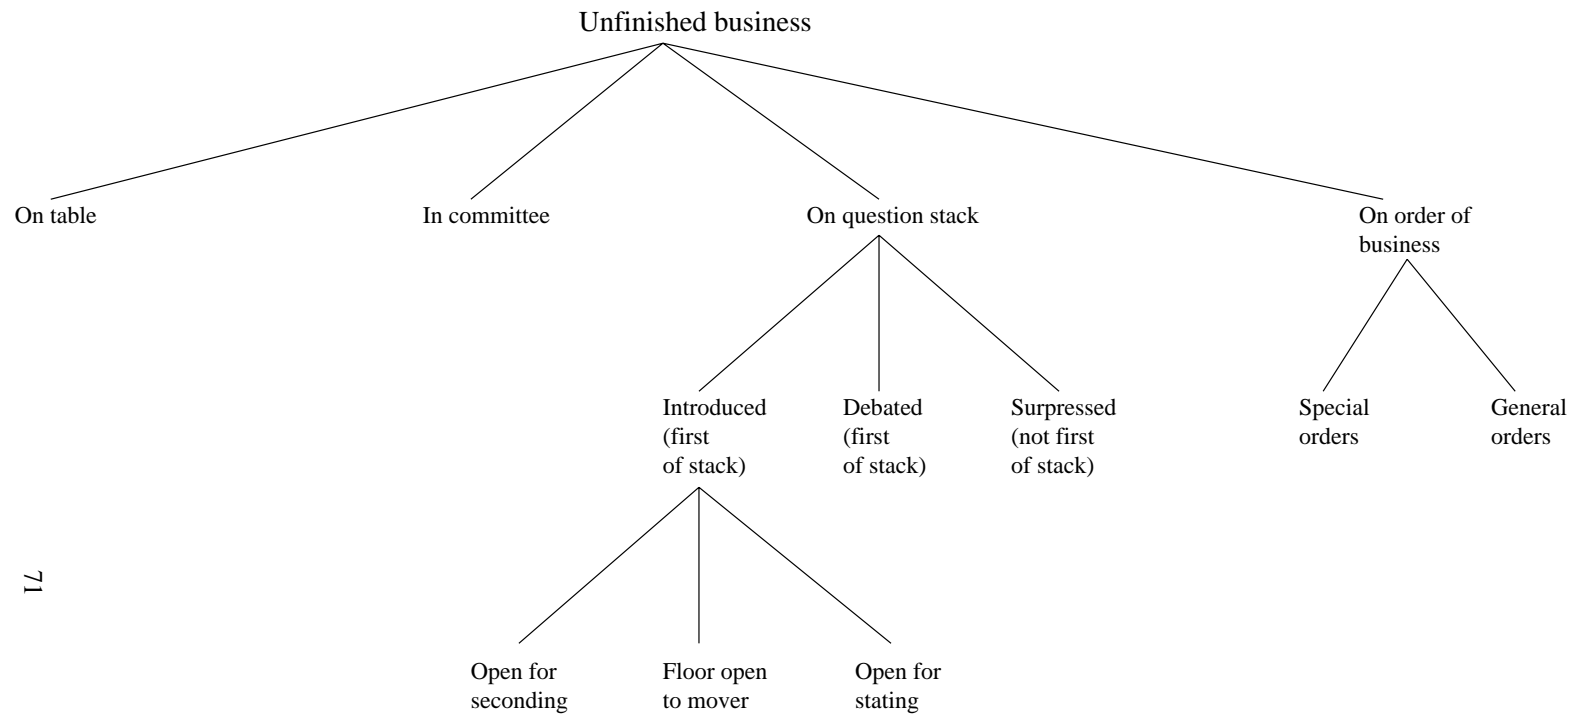 Unfinished business
On table
In committee
On question stack
On order of
business
Introduced
(first
of stack)
Debated
(first
of stack)
Surpressed
(not first
of stack)
Special
orders
General
orders
71
Open for
seconding
Floor open
to mover
Open for
stating